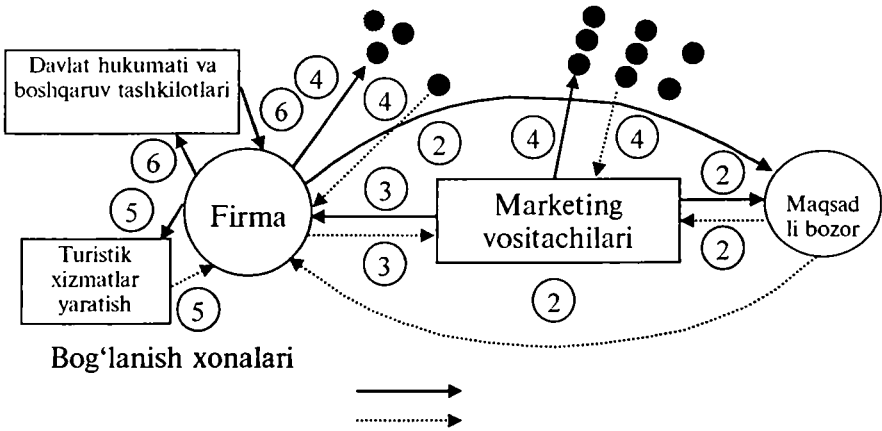 Davlat hukumati va
boshqaruv tashkilotlari
4
6
4
6
5
2
4
4
3
2
Firma
Marketing
vositachilari
Maqsad
li bozor
3
2
Turistik
xizmatlar
yaratish
5
2
Bog‘lanish xonalari